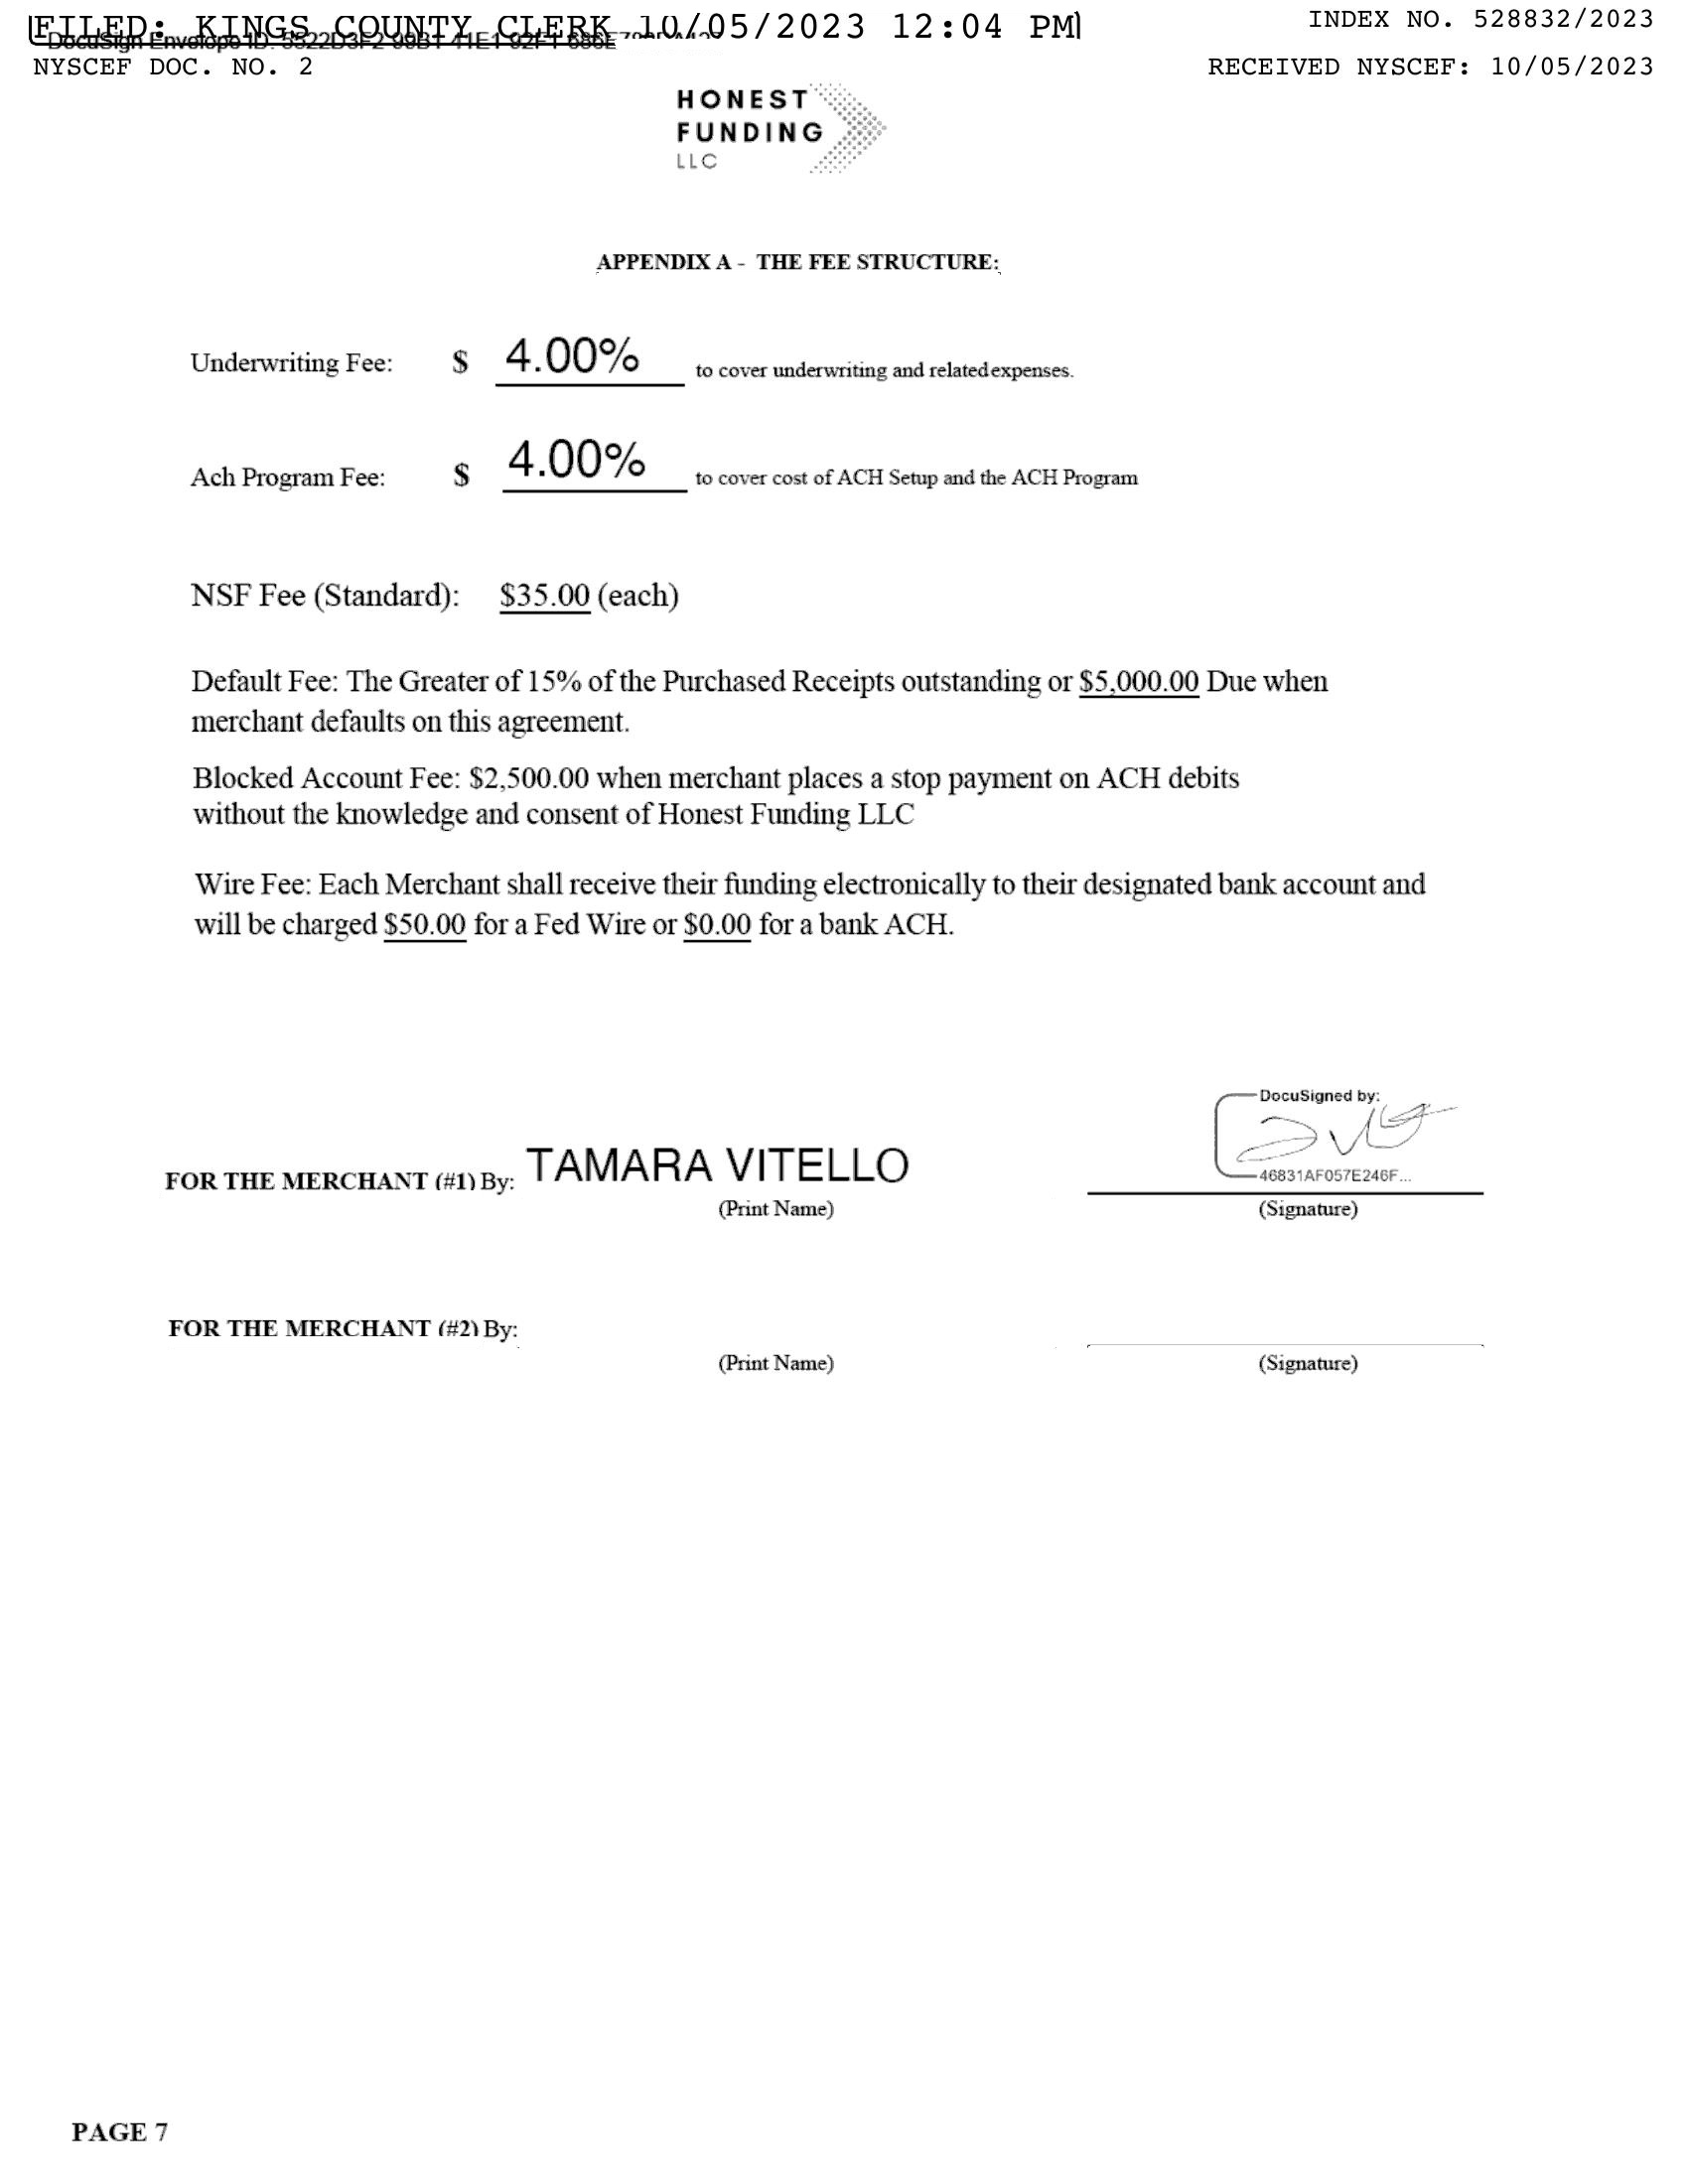 FILED: KINGS COUNTY CLERK 10/05/2023 12:04 PM
INDEX NO. 528832/2023
DocuSign Envelope ID:
NYSCEF DOC. NO. 2
RECEIVED NYSCEF: 10/05/2023
HONEST
FUNDING
LLC
APPENDIX A - THE FEE STRUCTURE:
Underwriting Fee: $ 4.00% to cover underwriting and related expenses.
Ach Program Fee: $ 4.00% to cover cost of ACH Setup and the ACH Program
NSF Fee (Standard): $35.00 (each)
Default Fee: The Greater of 15% of the Purchased Receipts outstanding or $5,000.00 Due when
merchant defaults on this agreement.
Blocked Account Fee: $2,500.00 when merchant places a stop payment on ACH debits
without the knowledge and consent of Honest Funding LLC
Wire Fee: Each Merchant shall receive their funding electronically to their designated bank account and
will be charged $50.00 for a Fed Wire or $0.00 for a bank ACH.
DocuSigned by:
FOR THE MERCHANT (#1) By: TAMARA VITELLO
46831AF057E246F...
(Print Name) (Signature)
FOR THE MERCHANT (#2) By:
(Print Name) (Signature)
PAGE 7